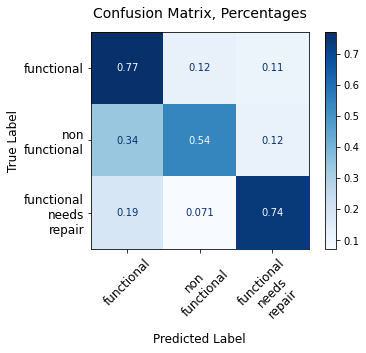 Confusion Matrix, Percentages
True Label
functional
0.77 0.12 0.11
non
functional
0.34 0.54 0.12
functional
needs
repair
0.19 0.071 0.74
functional
non
functional
functional
needs
repair
Predicted Label
0.7
0.6
0.5
0.4
0.3
0.2
0.1